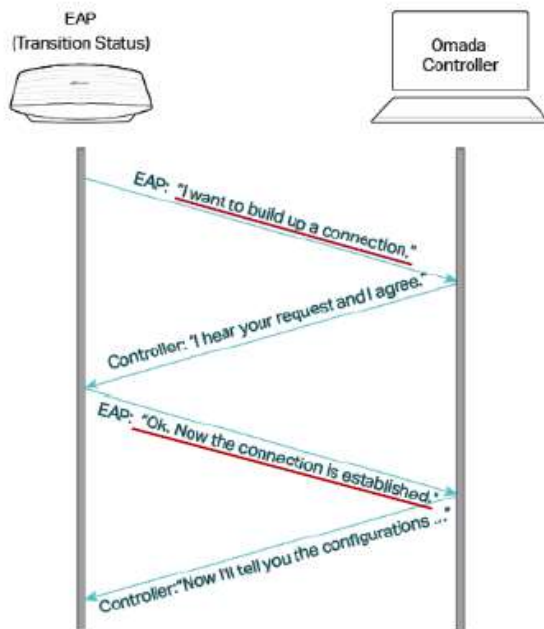 EAP
(Transition Status)
Omada
Controller
EAP: "I want to build up a connection."
Controller: "I hear your request and I agree."
EAP: "Ok. Now the connection is established."
Controller:"Now I'll tell you the configurations ..."